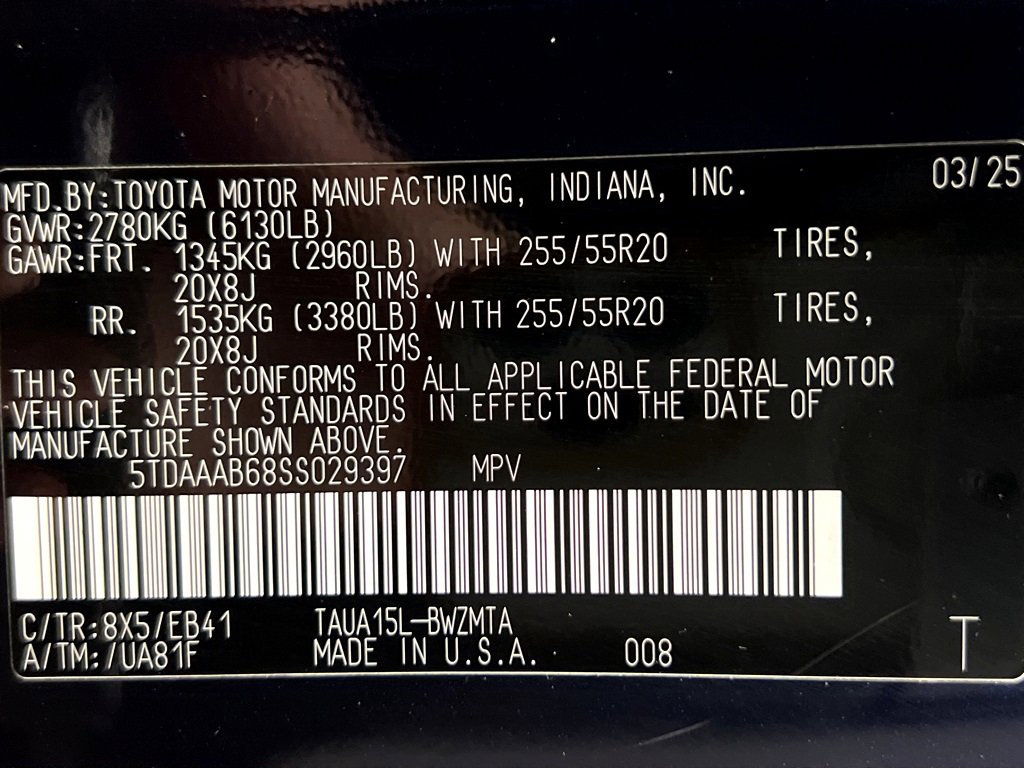 03/25
MFD.BY:TOYOTA MOTOR MANUFACTURING, INDIANA, INC.
GVWR:2780KG (6130LB)
GAWR:FRT. 1345KG (2960LB) WITH 255/55R20 TIRES,
20X8J RIMS.
RR. 1535KG (3380LB) WITH 255/55R20 TIRES,
20X8J RIMS.
THIS VEHICLE CONFORMS TO ALL APPLICABLE FEDERAL MOTOR
VEHICLE SAFETY STANDARDS IN EFFECT ON THE DATE OF
MANUFACTURE SHOWN ABOVE.
5TDAAAB68SS029397 MPV
C/TR:8X5/EB41 TAUA15L-BWZMTA
A/TM:/UA81F MADE IN U.S.A. 008 T